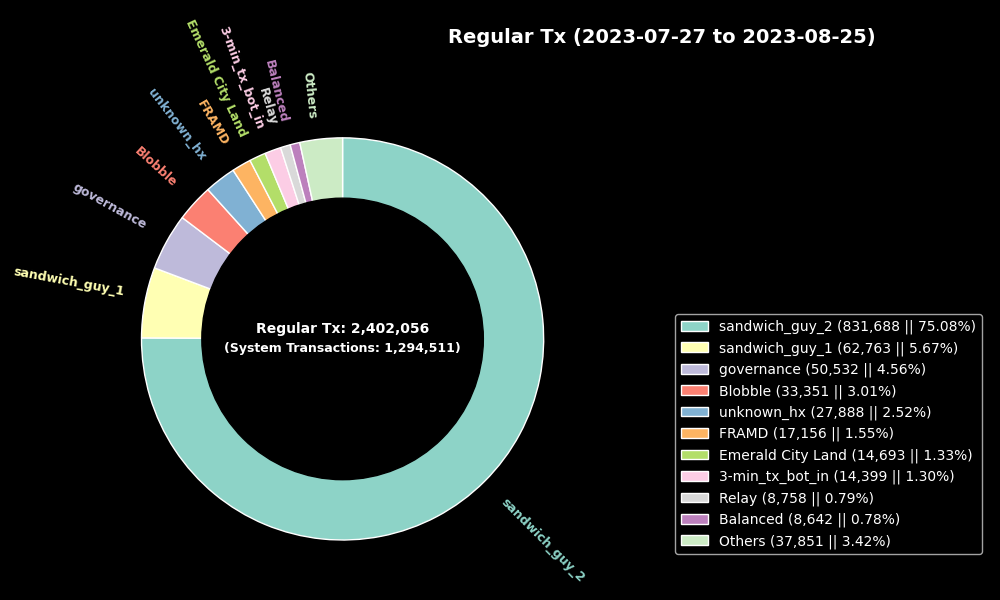 Regular Tx (2023-07-27 to 2023-08-25)
Others
Balanced
Relay
3-min_tx_bot_in
Emerald City Land
FRAMD
unknown_hx
Blobble
governance
sandwich_guy_1
Regular Tx: 2,402,056
(System Transactions: 1,294,511)
sandwich_guy_2
sandwich_guy_2 (831,688 || 75.08%)
sandwich_guy_1 (62,763 || 5.67%)
governance (50,532 || 4.56%)
Blobble (33,351 || 3.01%)
unknown_hx (27,888 || 2.52%)
FRAMD (17,156 || 1.55%)
Emerald City Land (14,693 || 1.33%)
3-min_tx_bot_in (14,399 || 1.30%)
Relay (8,758 || 0.79%)
Balanced (8,642 || 0.78%)
Others (37,851 || 3.42%)